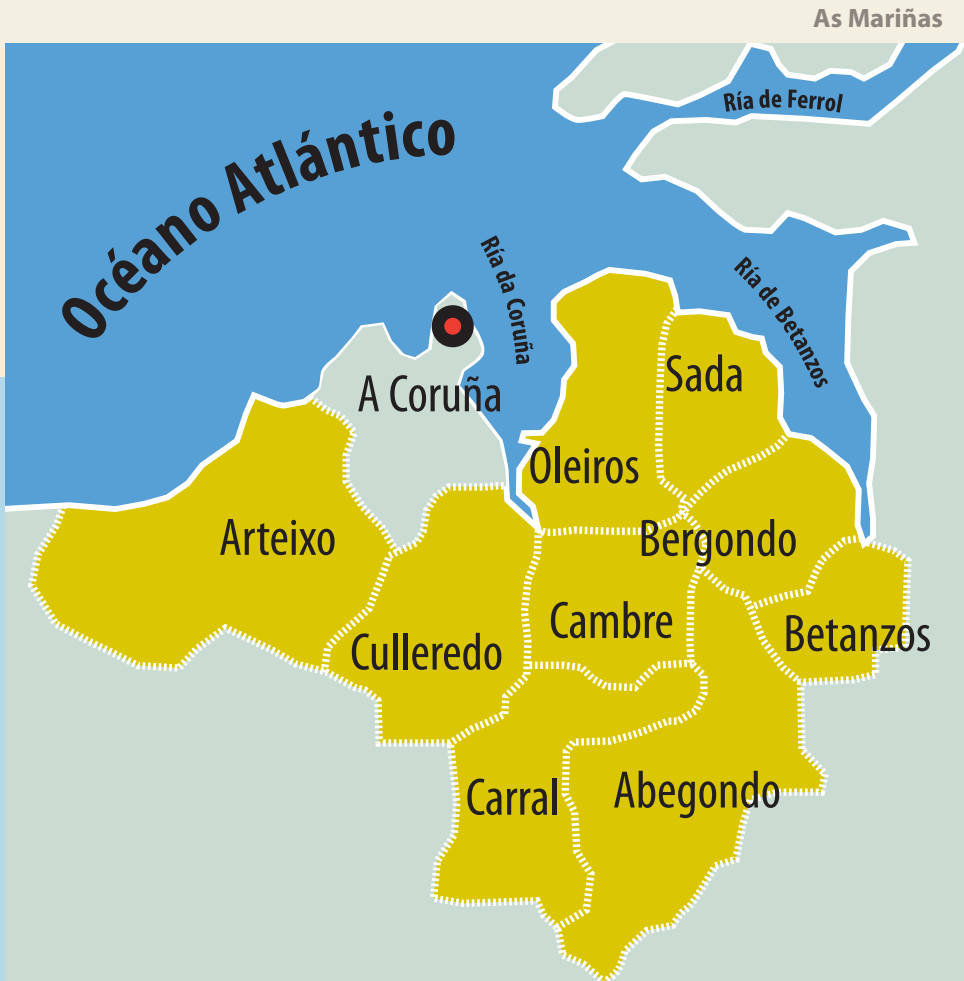 As Mariñas
Ría de Ferrol
Océano Atlántico
Ría da Coruña
Ría de Betanzos
Sada
A Coruña
Oleiros
Arteixo
Bergondo
Cambre
Betanzos
Culleredo
Carral
Abegondo